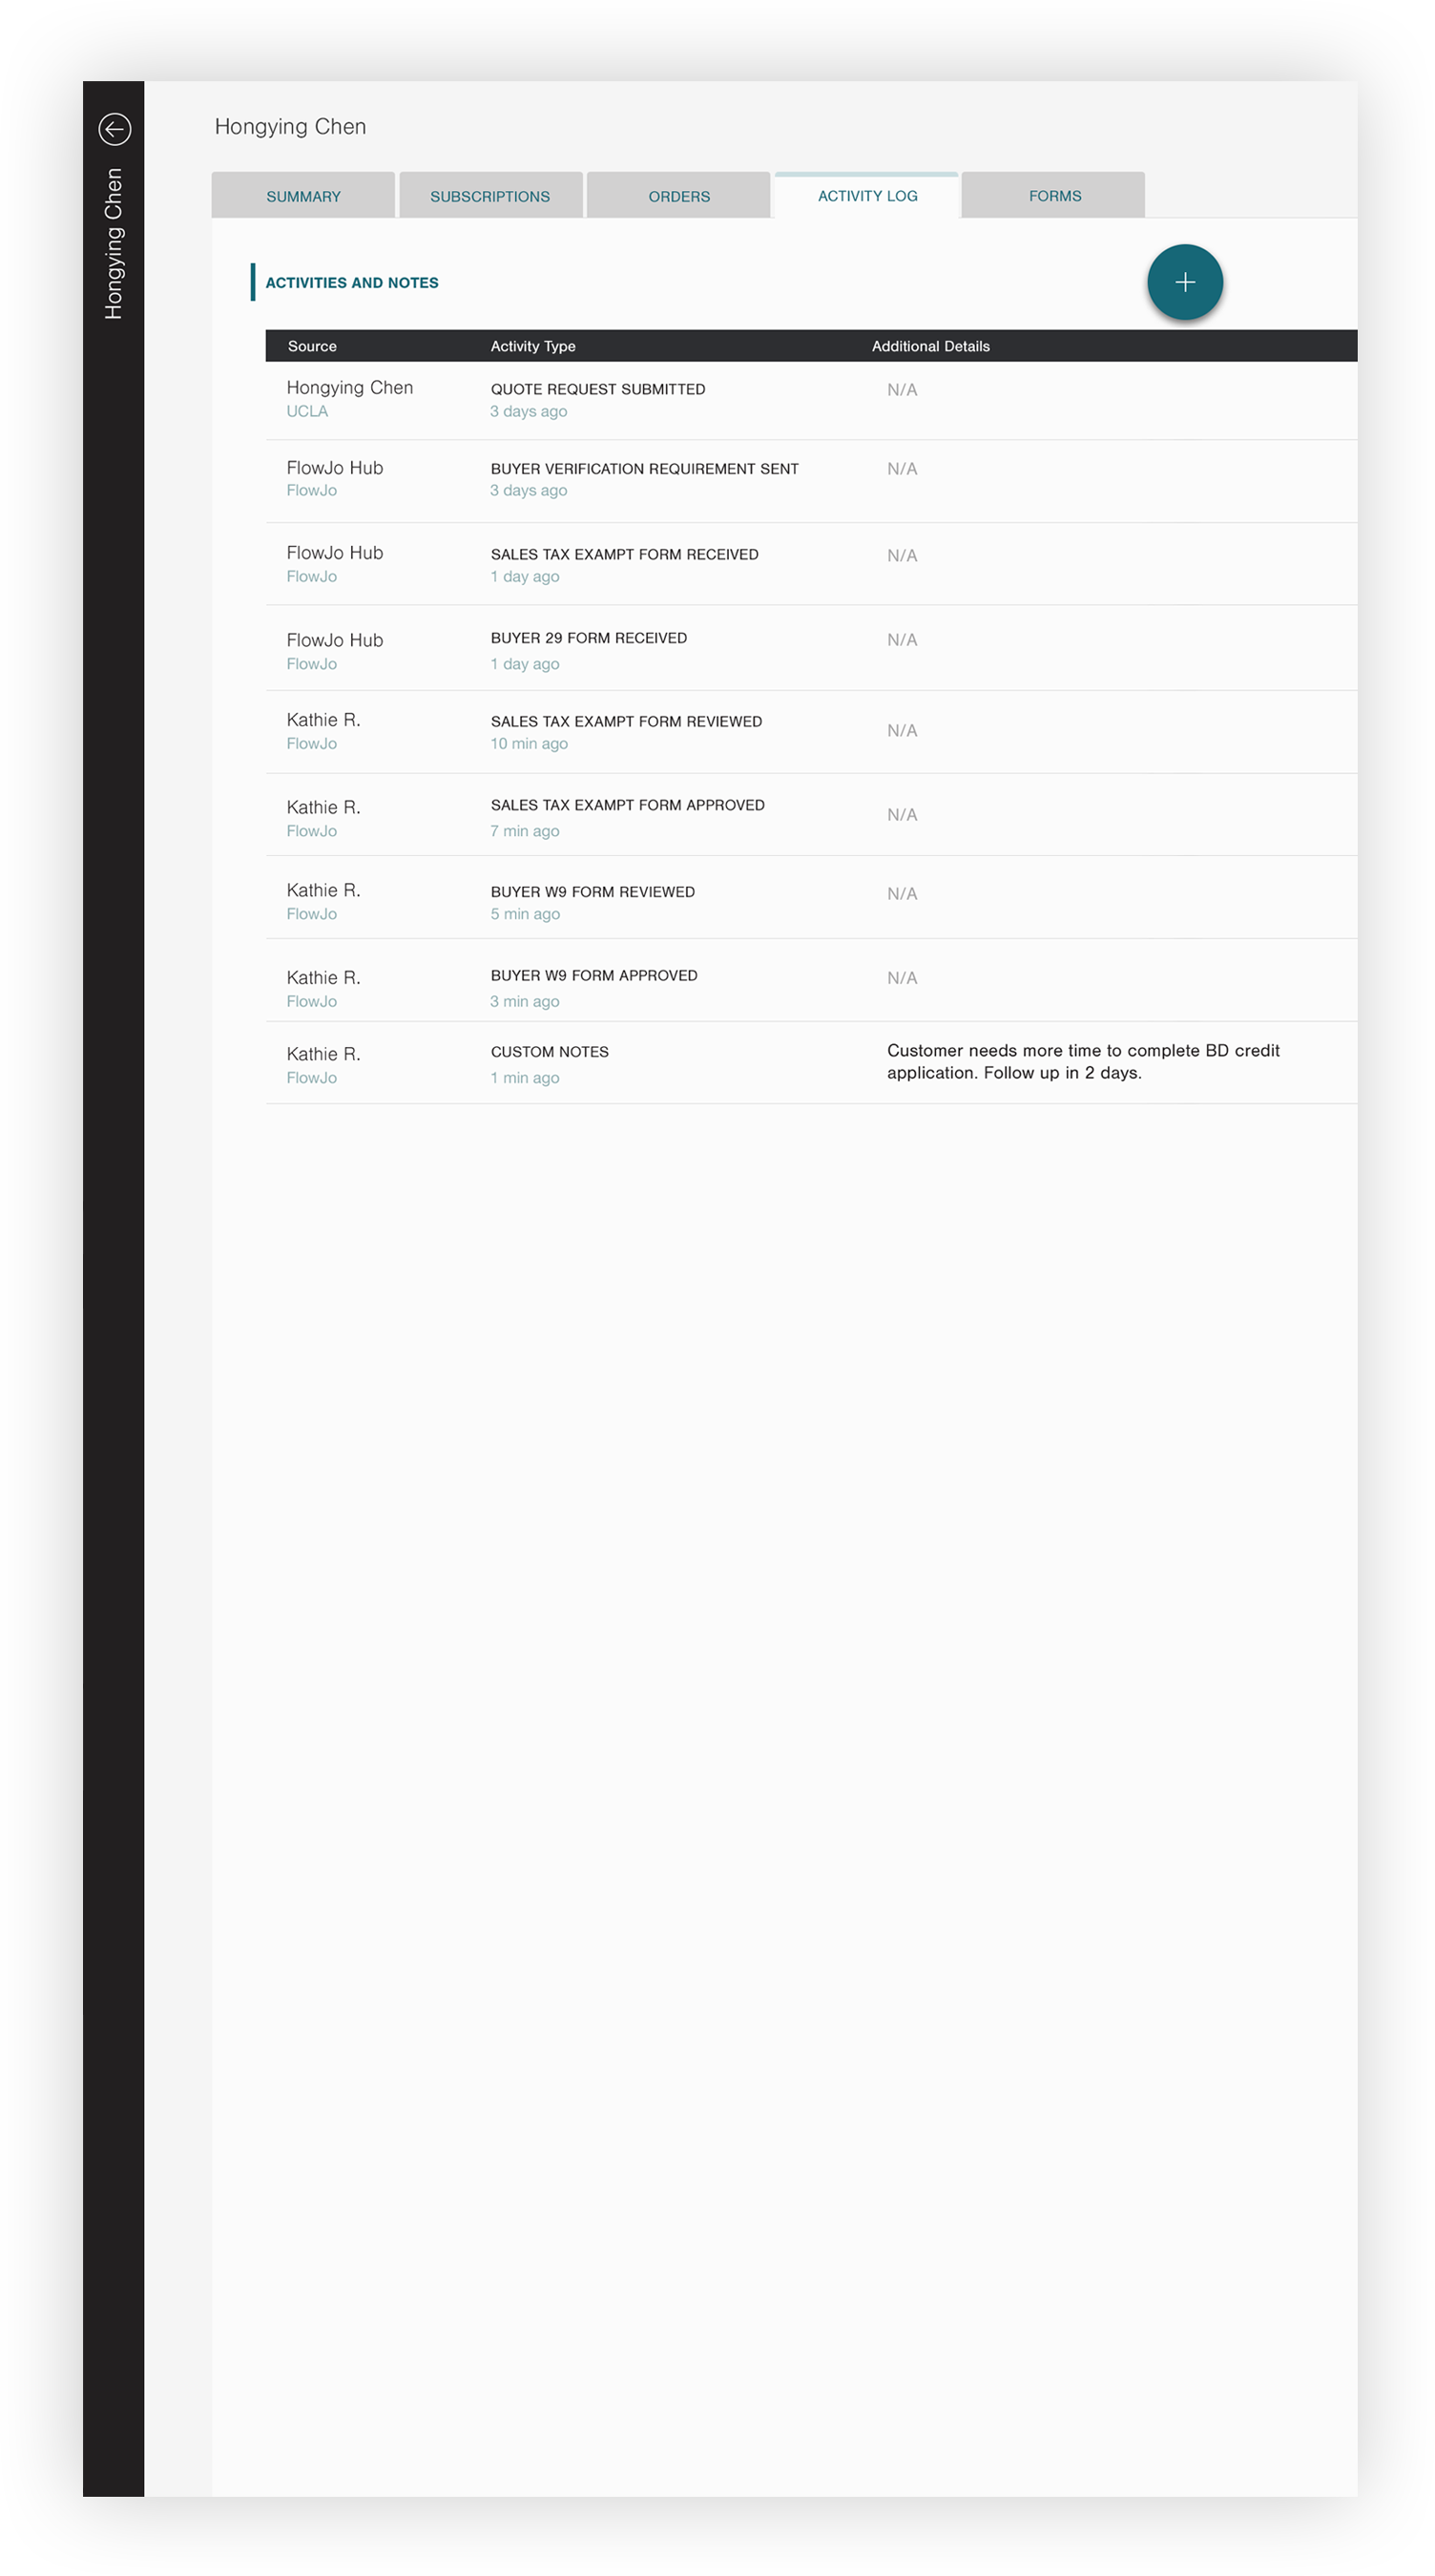 Hongying Chen
Hongying Chen
SUMMARY SUBSCRIPTIONS ORDERS ACTIVITY LOG FORMS
ACTIVITIES AND NOTES
Source Activity Type Additional Details
Hongying Chen QUOTE REQUEST SUBMITTED N/A
UCLA 3 days ago
FlowJo Hub BUYER VERIFICATION REQUIREMENT SENT N/A
FlowJo 3 days ago
FlowJo Hub SALES TAX EXAMPT FORM RECEIVED N/A
FlowJo 1 day ago
FlowJo Hub BUYER 29 FORM RECEIVED N/A
FlowJo 1 day ago
Kathie R. SALES TAX EXAMPT FORM REVIEWED N/A
FlowJo 10 min ago
Kathie R. SALES TAX EXAMPT FORM APPROVED N/A
FlowJo 7 min ago
Kathie R. BUYER W9 FORM REVIEWED N/A
FlowJo 5 min ago
Kathie R. BUYER W9 FORM APPROVED N/A
FlowJo 3 min ago
Kathie R. CUSTOM NOTES Customer needs more time to complete BD credit
FlowJo 1 min ago application. Follow up in 2 days.